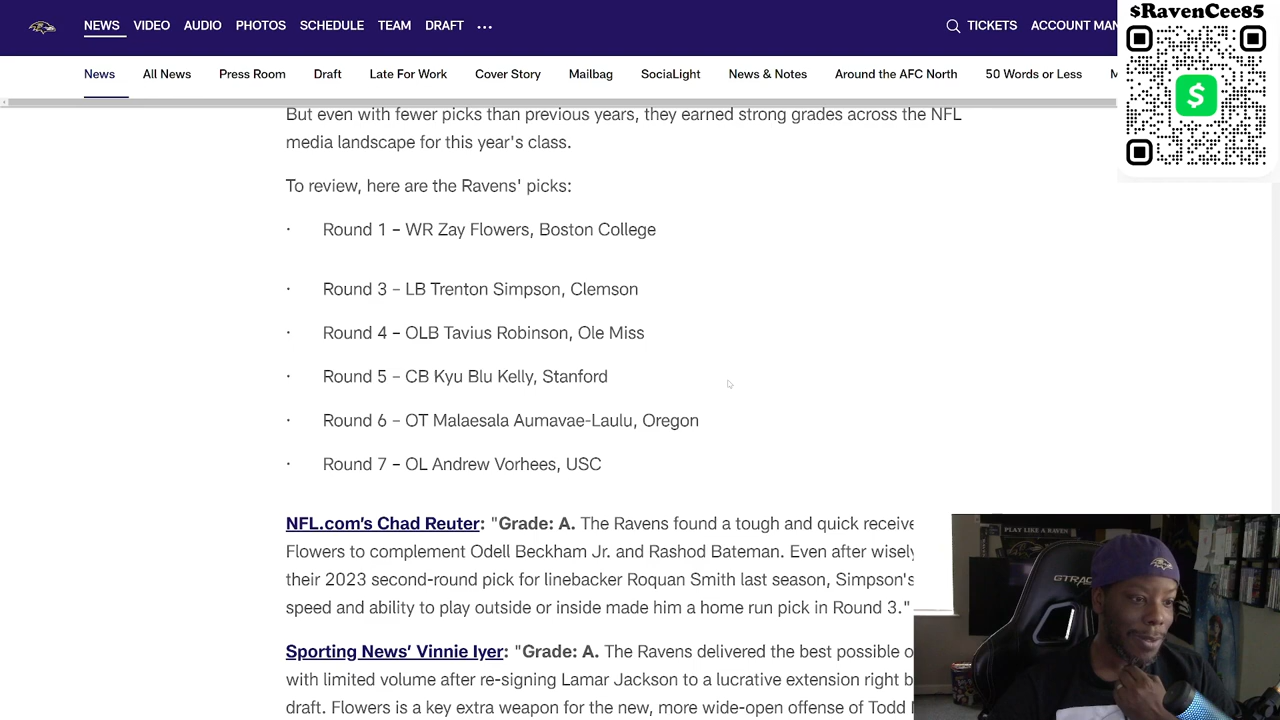 NEWS VIDEO AUDIO PHOTOS SCHEDULE TEAM DRAFT ... TICKETS ACCOUNT MAN
$RavenCee85
News All News Press Room Draft Late For Work Cover Story Mailbag SociaLight News & Notes Around the AFC North 50 Words or Less
But even with fewer picks than previous years, they earned strong grades across the NFL
media landscape for this year's class.
To review, here are the Ravens' picks:
· Round 1 – WR Zay Flowers, Boston College
· Round 3 – LB Trenton Simpson, Clemson
· Round 4 – OLB Tavius Robinson, Ole Miss
· Round 5 – CB Kyu Blu Kelly, Stanford
· Round 6 – OT Malaesala Aumavae-Laulu, Oregon
· Round 7 – OL Andrew Vorhees, USC
NFL.com's Chad Reuter: "Grade: A. The Ravens found a tough and quick receive
Flowers to complement Odell Beckham Jr. and Rashod Bateman. Even after wisely
their 2023 second-round pick for linebacker Roquan Smith last season, Simpson's
speed and ability to play outside or inside made him a home run pick in Round 3."
Sporting News' Vinnie Iyer: "Grade: A. The Ravens delivered the best possible o
with limited volume after re-signing Lamar Jackson to a lucrative extension right b
draft. Flowers is a key extra weapon for the new, more wide-open offense of Todd
PLAY LIKE A RAVEN
GTRAC